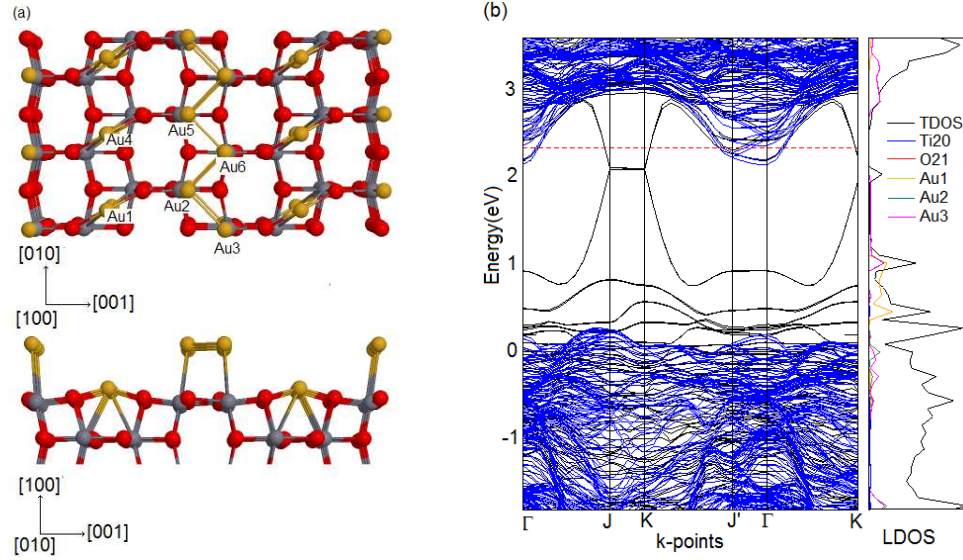 (a)
Au4
Au5
Au6
Au1
Au2
Au3
[010]
[001]
[100]
[100]
[001]
[010]
(b)
Energy(eV)
3
2
1
0
-1
Γ
J
K
J'
Γ
K
k-points
TDOS
Ti20
O21
Au1
Au2
Au3
LDOS